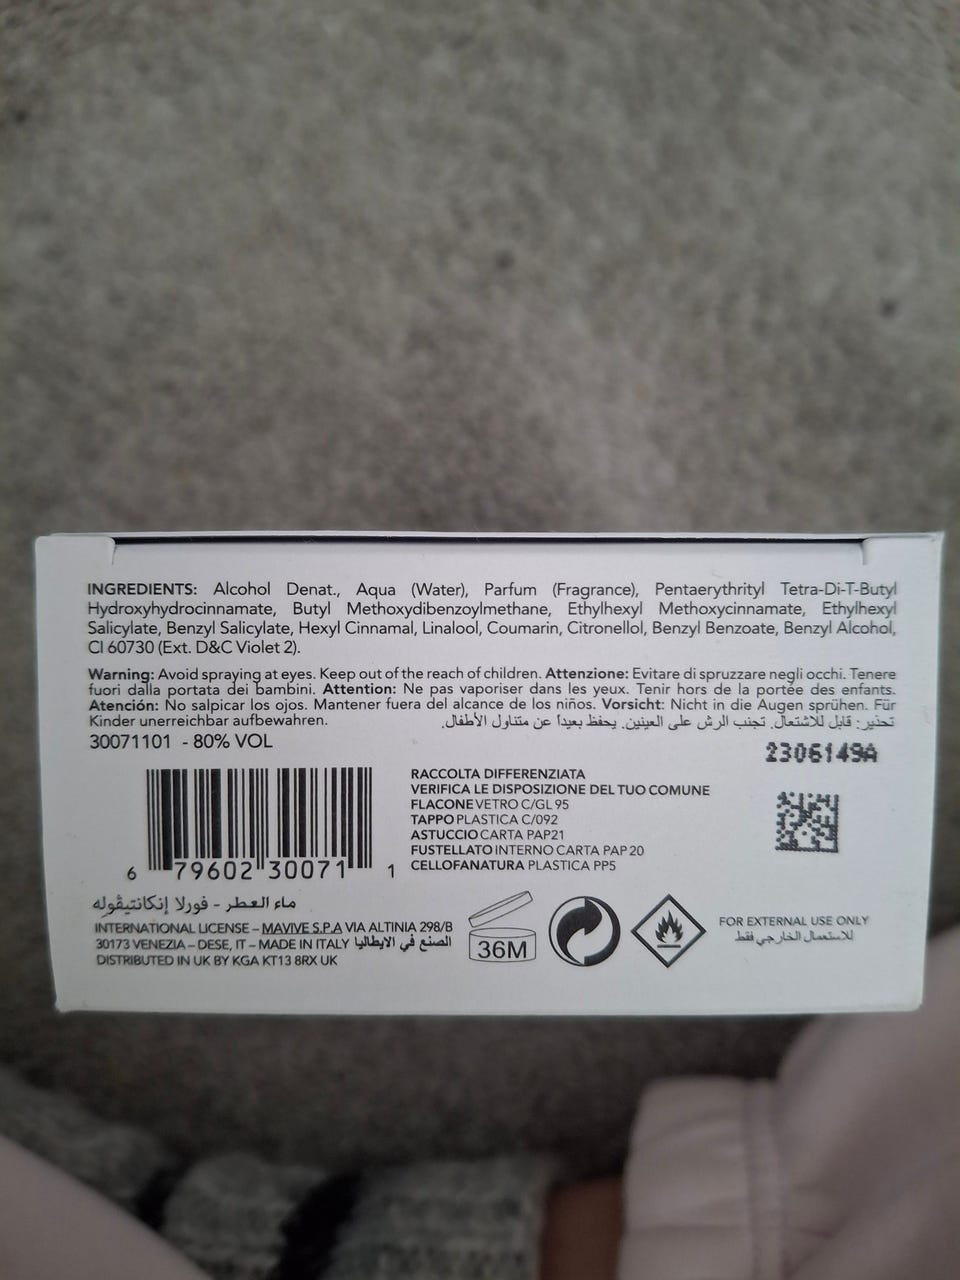 INGREDIENTS: Alcohol Denat., Aqua (Water), Parfum (Fragrance), Pentaerythrityl Tetra-Di-T-Butyl
Hydroxyhydrocinnamate, Butyl Methoxydibenzoylmethane, Ethylhexyl Methoxycinnamate, Ethylhexyl
Salicylate, Benzyl Salicylate, Hexyl Cinnamal, Linalool, Coumarin, Citronellol, Benzyl Benzoate, Benzyl Alcohol,
CI 60730 (Ext. D&C Violet 2).
Warning: Avoid spraying at eyes. Keep out of the reach of children. Attenzione: Evitare di spruzzare negli occhi. Tenere
fuori dalla portata dei bambini. Attention: Ne pas vaporiser dans les yeux. Tenir hors de la portée des enfants.
Atención: No salpicar los ojos. Mantener fuera del alcance de los niños. Vorsicht: Nicht in die Augen sprühen. Für
Kinder unerreichbar aufbewahren. تحذير: قابل للاشتعال. تجنب الرش على العينين. يحفظ بعيداً عن متناول الأطفال.
30071101 - 80% VOL
2306149A
6 79602 30071 1
RACCOLTA DIFFERENZIATA
VERIFICA LE DISPOSIZIONE DEL TUO COMUNE
FLACONE VETRO C/GL 95
TAPPO PLASTICA C/092
ASTUCCIO CARTA PAP21
FUSTELLATO INTERNO CARTA PAP 20
CELLOFANATURA PLASTICA PP5
ماء العطر - فورلا إنكانتيڤوله
INTERNATIONAL LICENSE – MAVIVE S.P.A VIA ALTINIA 298/B
30173 VENEZIA – DESE, IT – MADE IN ITALY الصنع في الايطاليا
DISTRIBUTED IN UK BY KGA KT13 8RX UK
36M
FOR EXTERNAL USE ONLY
للاستعمال الخارجي فقط